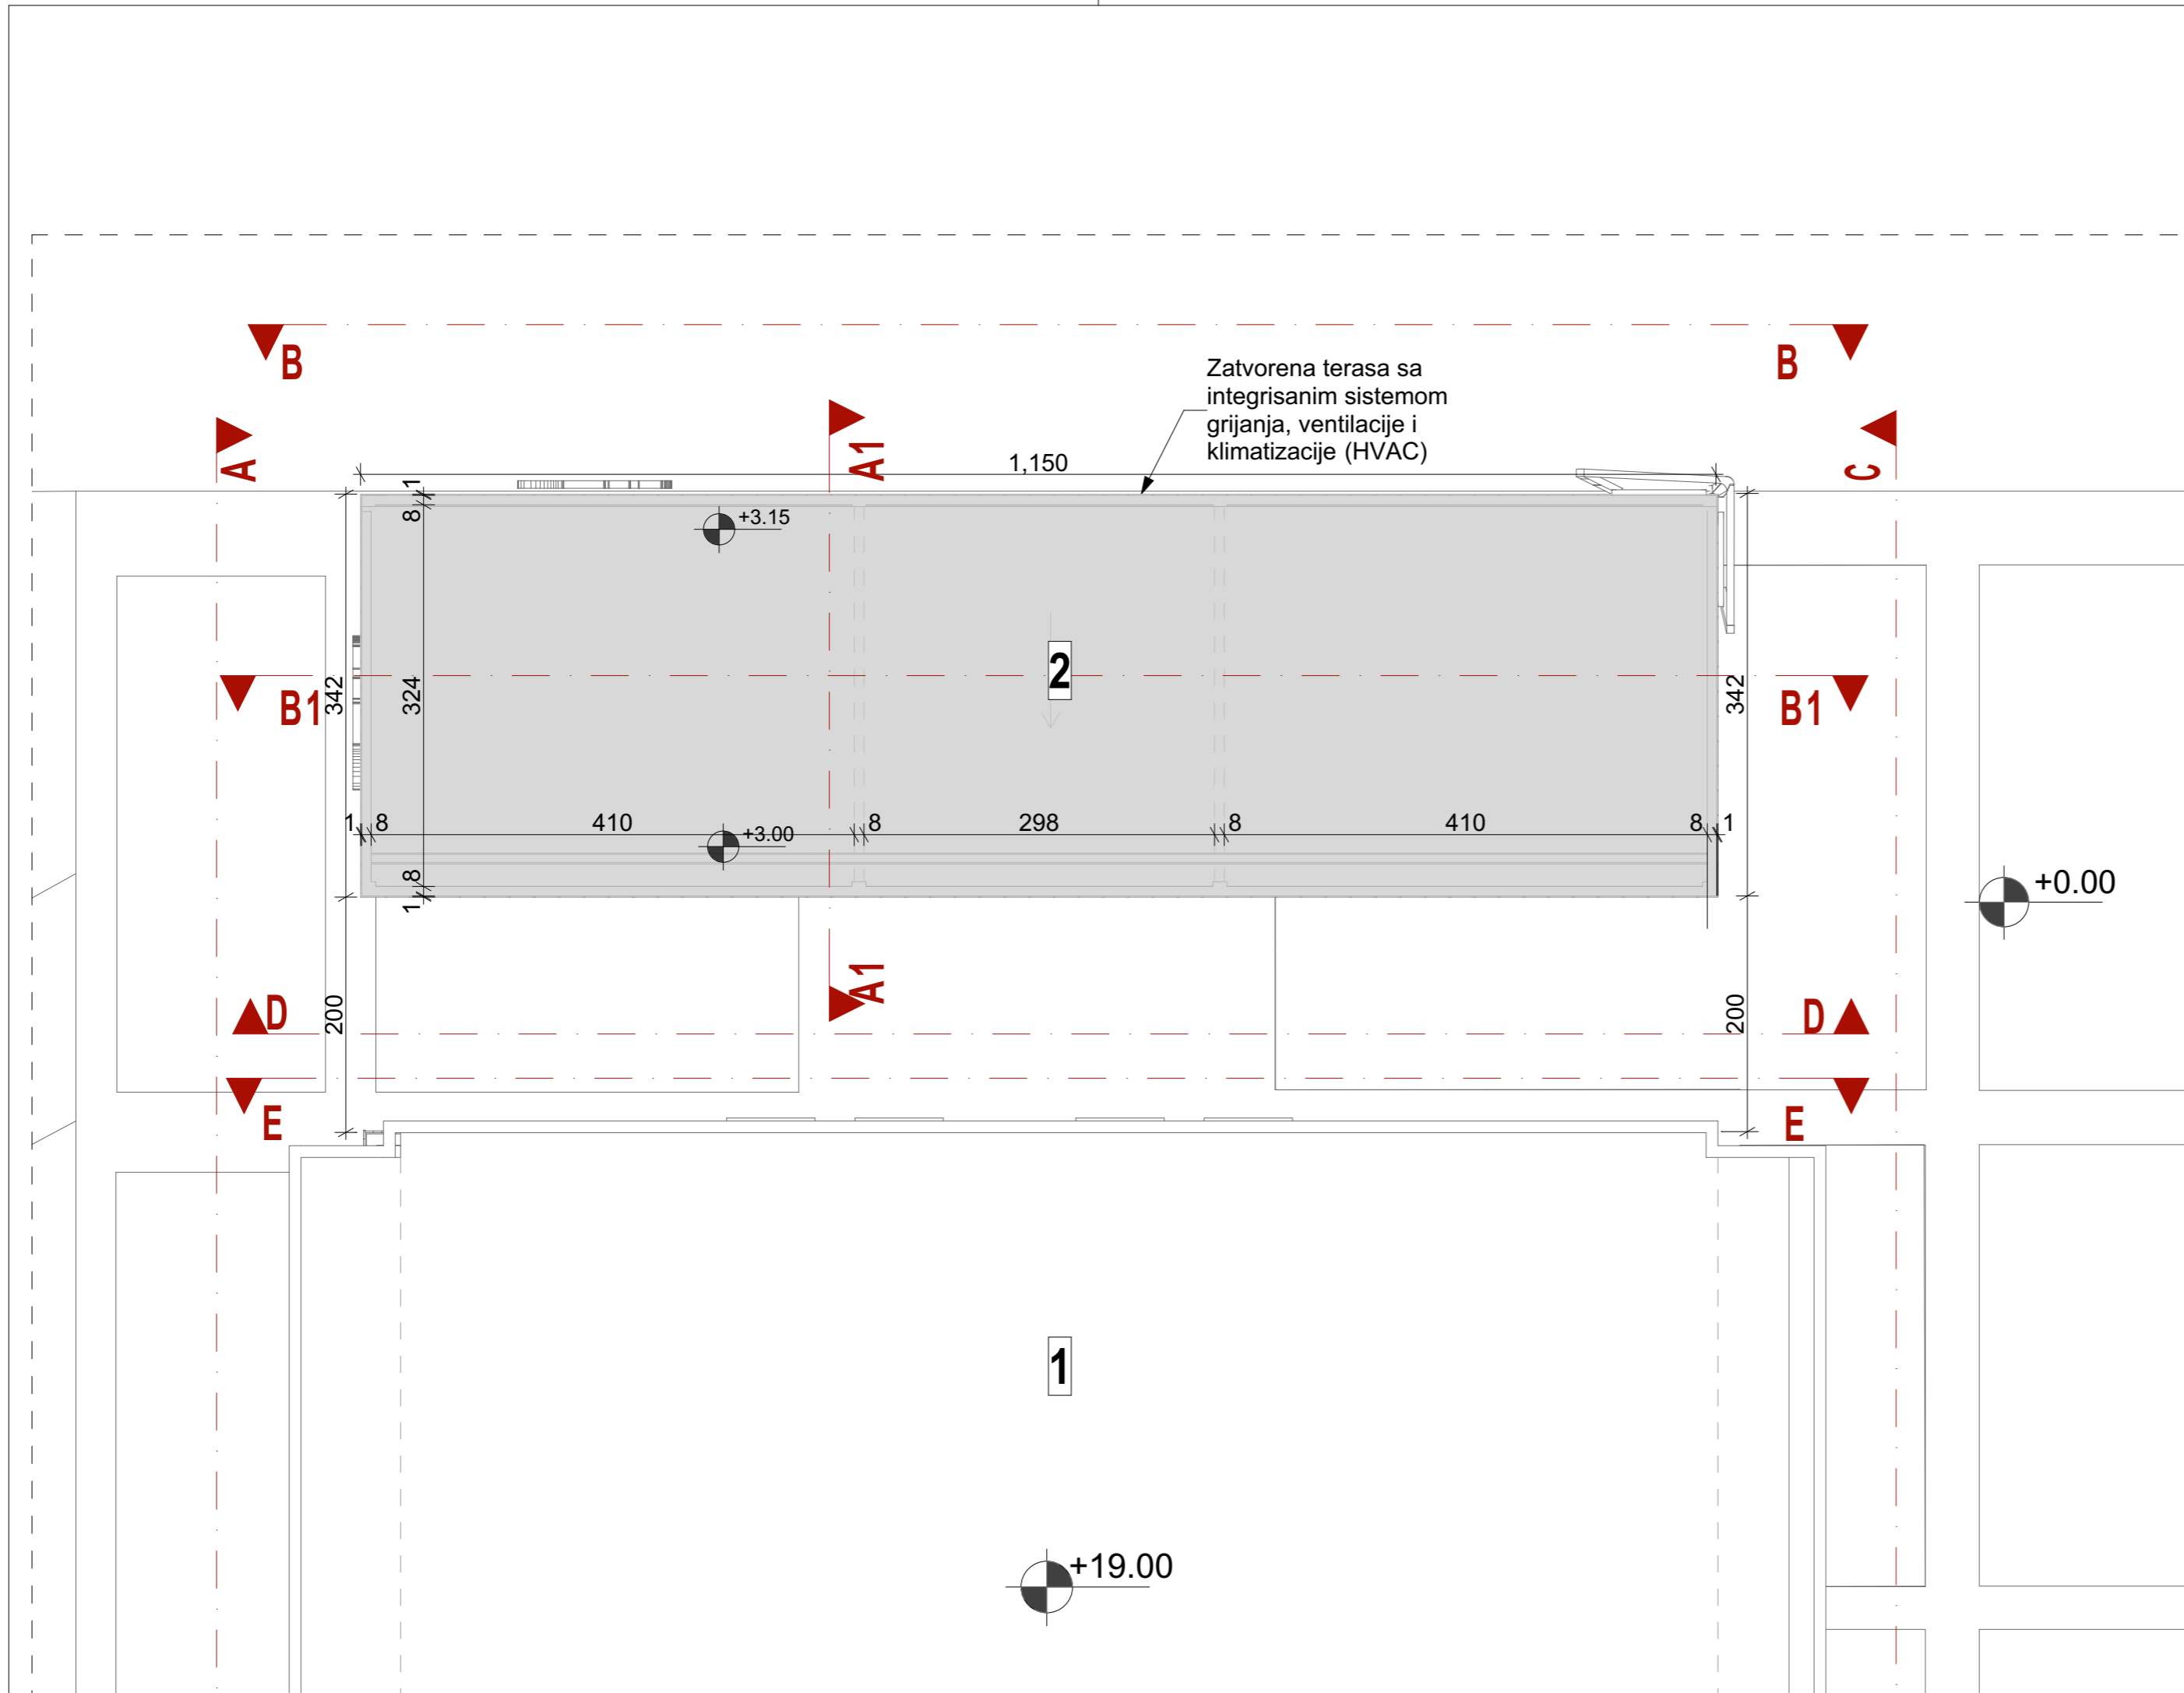 B
B
Zatvorena terasa sa
integrisanim sistemom
grijanja, ventilacije i
klimatizacije (HVAC)
A
A1
C
1,150
1
8
+3.15
2
342
324
342
B1
B1
1
8
410
+3.00
8
298
8
410
8
1
8
1
+0.00
A1
200
200
D
D
E
E
1
+19.00